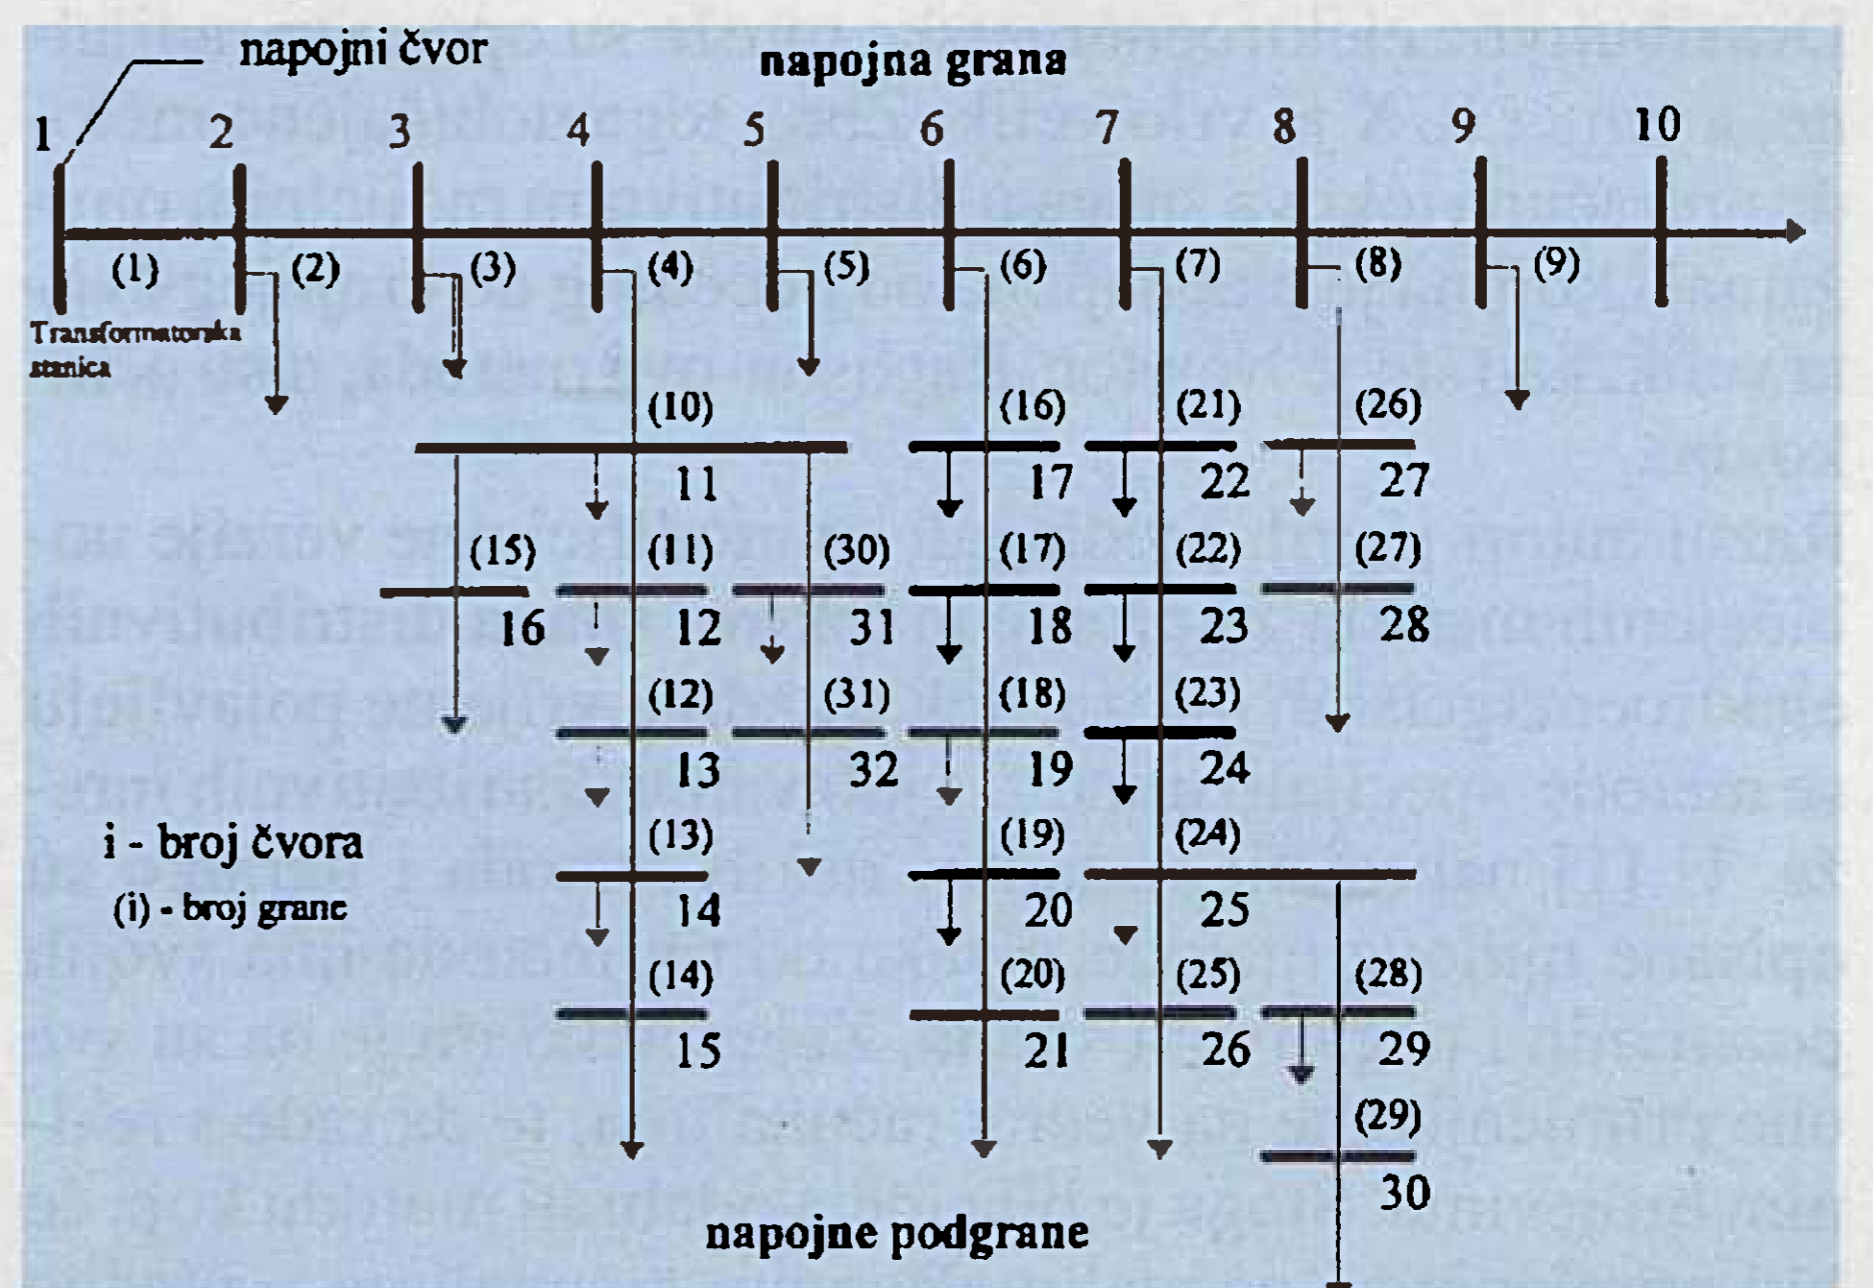 napojni čvor
napojna grana
1 2 3 4 5 6 7 8 9 10
(1) (2) (3) (4) (5) (6) (7) (8) (9)
Transformatorska
stanica
(10) (16) (21) (26)
11 17 22 27
(15) (11) (30) (17) (22) (27)
16 12 31 18 23 28
(12) (31) (18) (23)
13 32 19 24
i - broj čvora
(13) (19) (24)
(i) - broj grane
14 20 25
(14) (20) (25) (28)
15 21 26 29
(29)
30
napojne podgrane